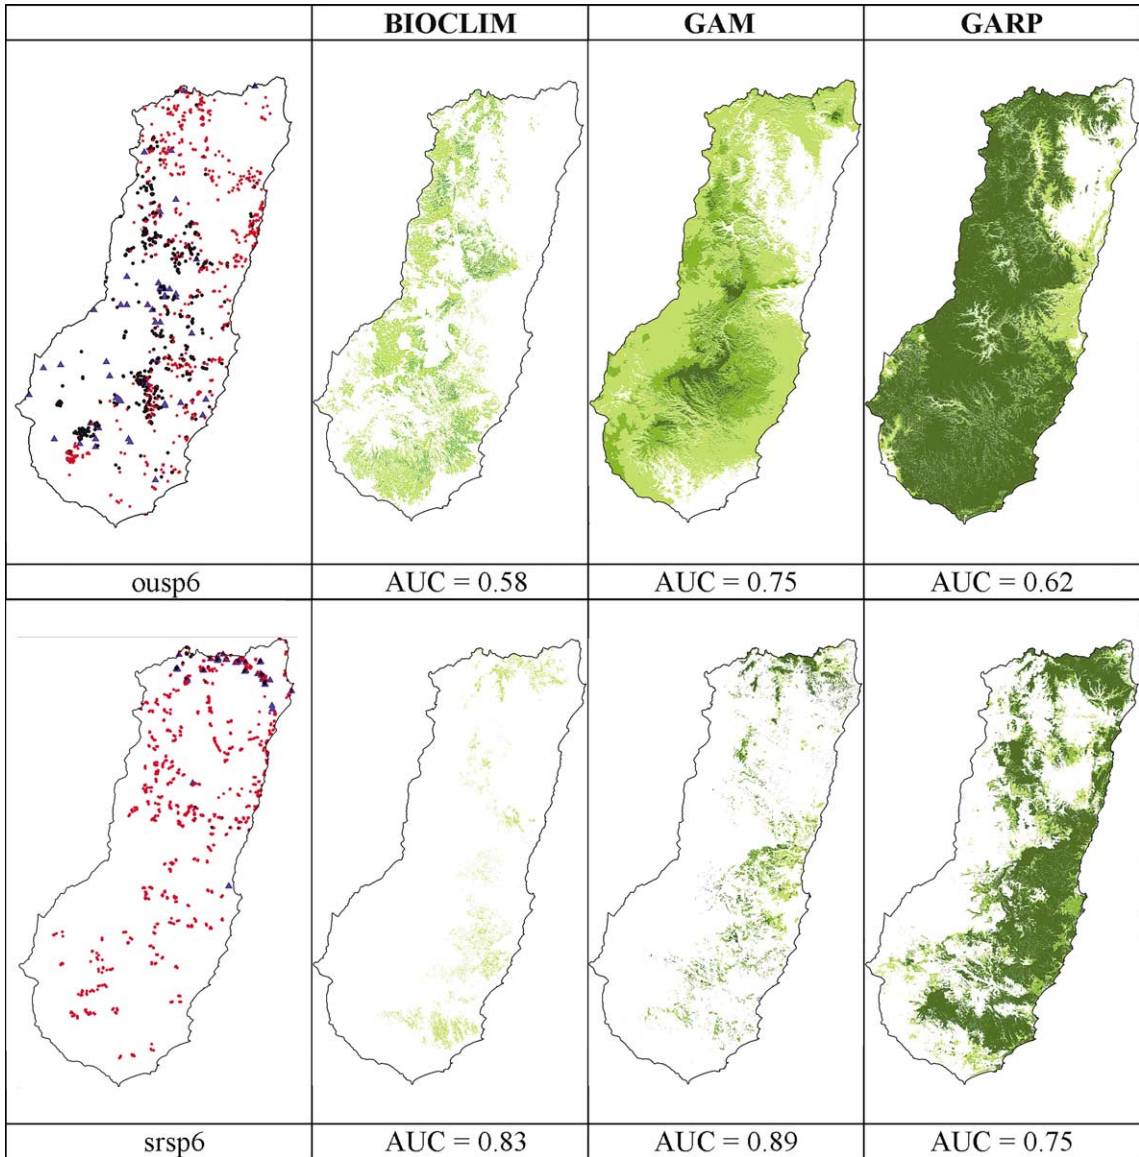 BIOCLIM GAM GARP
ousp6 AUC = 0.58 AUC = 0.75 AUC = 0.62
srsp6 AUC = 0.83 AUC = 0.89 AUC = 0.75